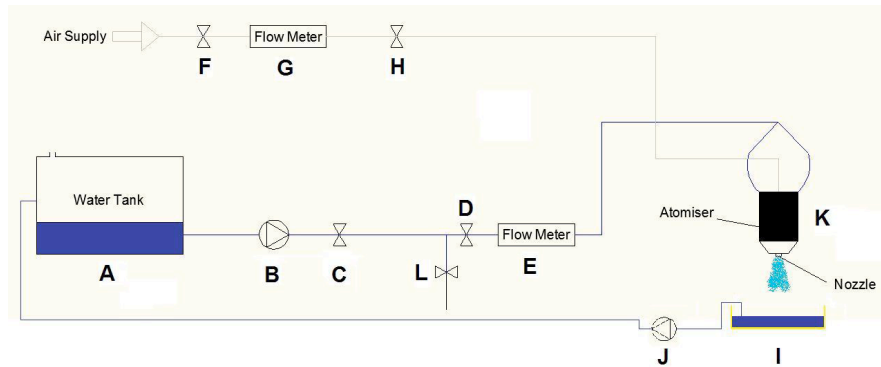 Air Supply
Flow Meter
F
G
H
Water Tank
A
B
C
D
L
Flow Meter
E
Atomiser
K
Nozzle
J
I